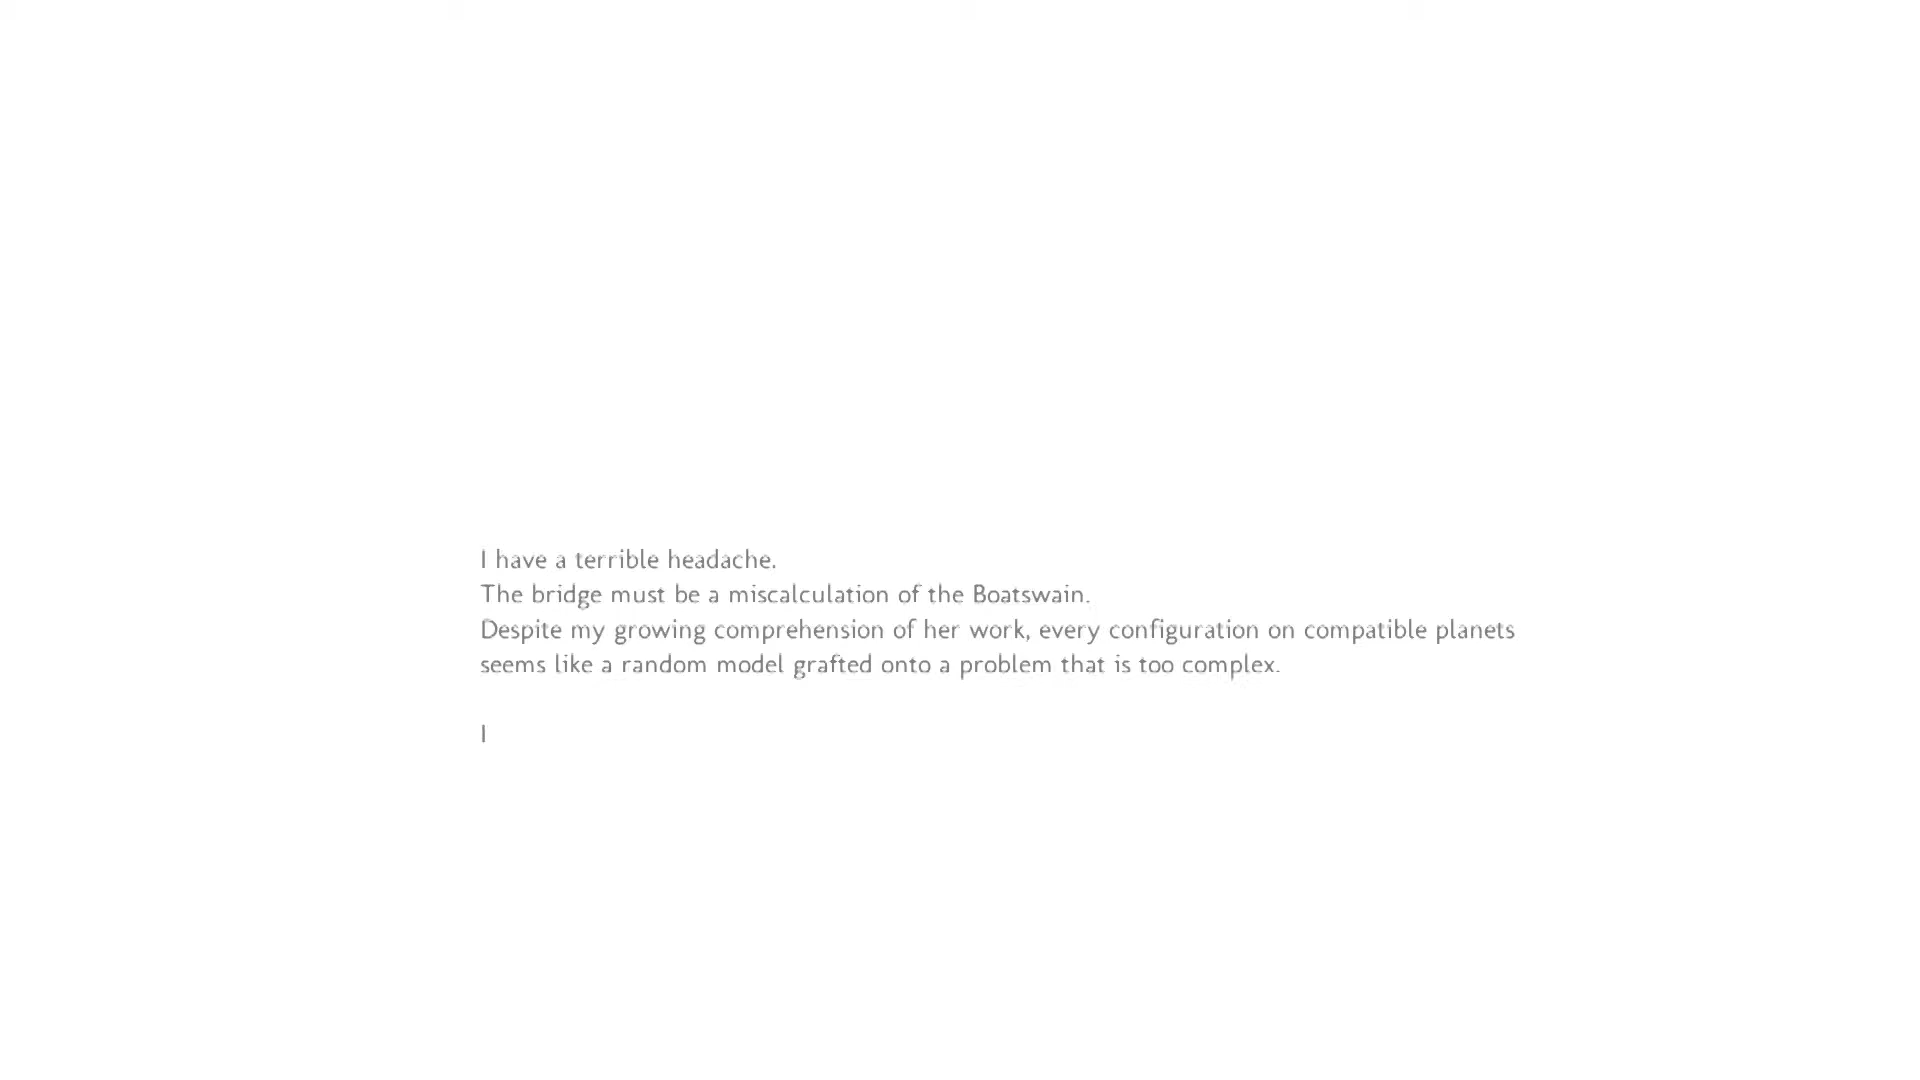 I have a terrible headache.
The bridge must be a miscalculation of the Boatswain.
Despite my growing comprehension of her work, every configuration on compatible planets
seems like a random model grafted onto a problem that is too complex.
I